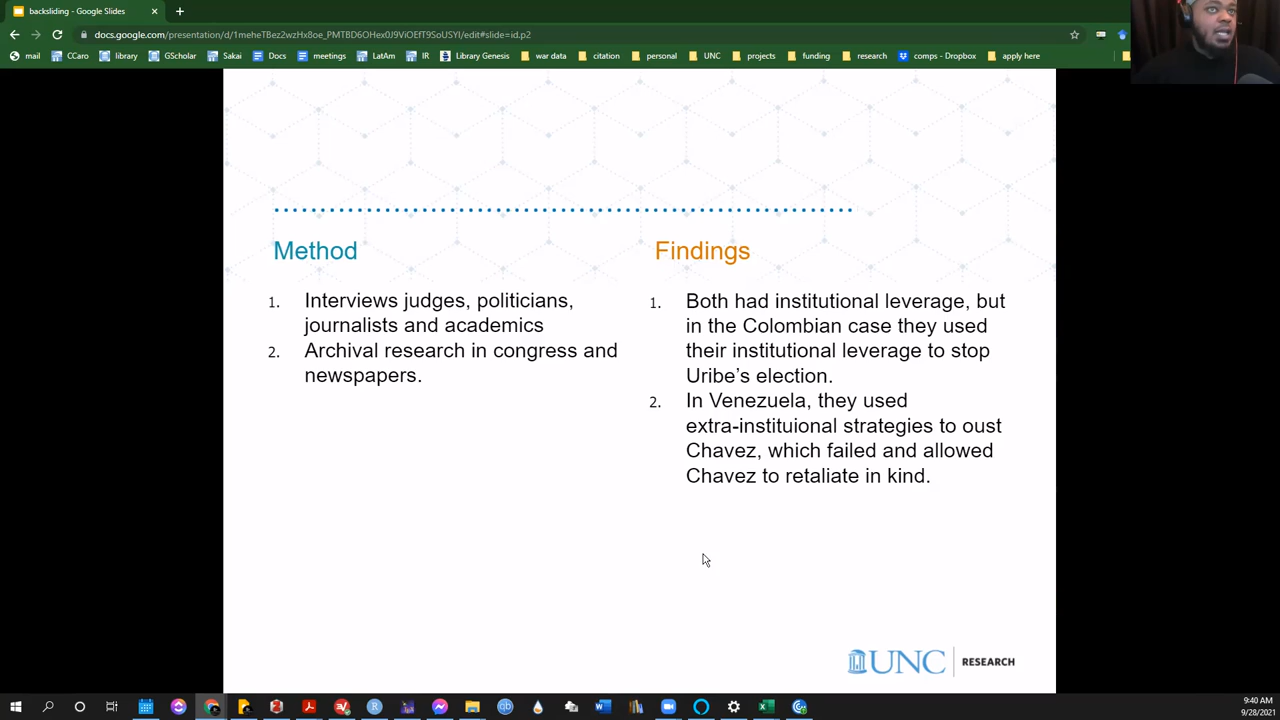 backsliding - Google Slides
docs.google.com/presentation/d/1meheTBez2wzHx8oe_PMTBD6OHex0J9ViOEfT9SoUSYI/edit#slide=id.p2
mail CCaro library GScholar Sakai Docs meetings LatAm IR Library Genesis war data citation personal UNC projects funding research comps - Dropbox apply here
Method
1. Interviews judges, politicians,
journalists and academics
2. Archival research in congress and
newspapers.
Findings
1. Both had institutional leverage, but
in the Colombian case they used
their institutional leverage to stop
Uribe’s election.
2. In Venezuela, they used
extra-instituional strategies to oust
Chavez, which failed and allowed
Chavez to retaliate in kind.
UNC RESEARCH
9:40 AM
9/28/2021